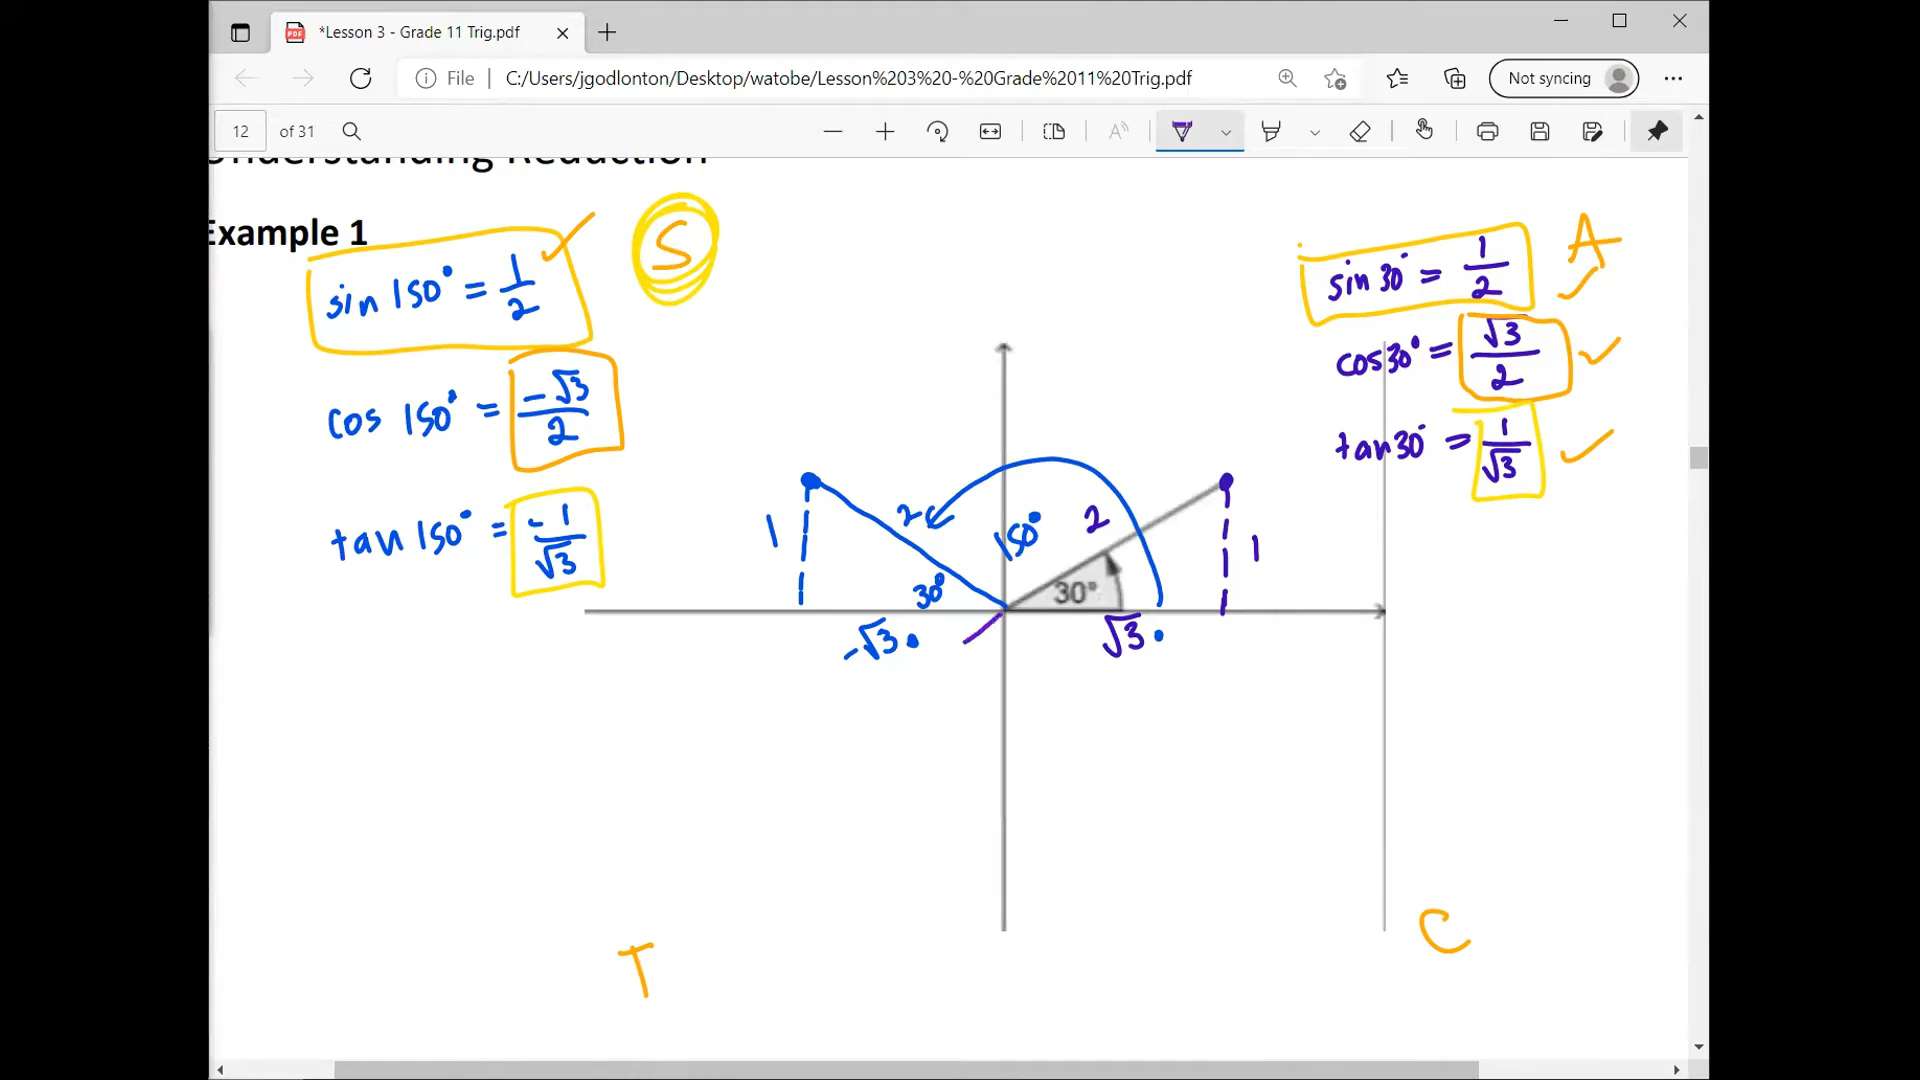 *Lesson 3 - Grade 11 Trig.pdf
File
C:/Users/jgodlonton/Desktop/watobe/Lesson%203%20-%20Grade%2011%20Trig.pdf
Not syncing
12 of 31
Understanding Reduction
Example 1
S
A
sin 150° = 1/2
cos 150° = -√3/2
tan 150° = -1/√3
sin 30° = 1/2
cos 30° = √3/2
tan 30° = 1/√3
1
2
150°
2
1
30°
30°
-√3
√3
T
C